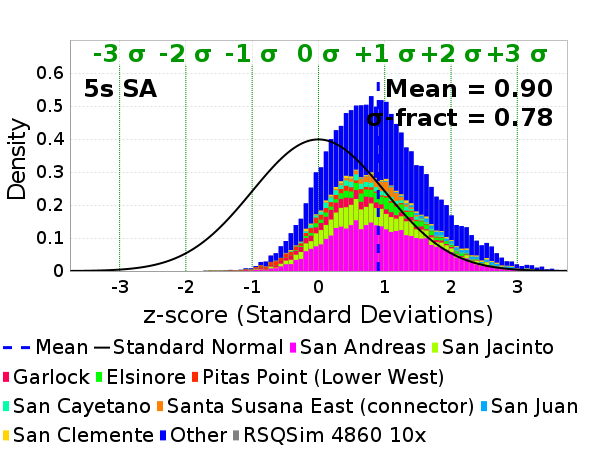 -3 σ -2 σ -1 σ 0 σ +1 σ +2 σ +3 σ
5s SA
Mean = 0.90
σ-fract = 0.78
Density
0.6
0.5
0.4
0.3
0.2
0.1
0
-3 -2 -1 0 1 2 3
z-score (Standard Deviations)
Mean Standard Normal San Andreas San Jacinto
Garlock Elsinore Pitas Point (Lower West)
San Cayetano Santa Susana East (connector) San Juan
San Clemente Other RSQSim 4860 10x